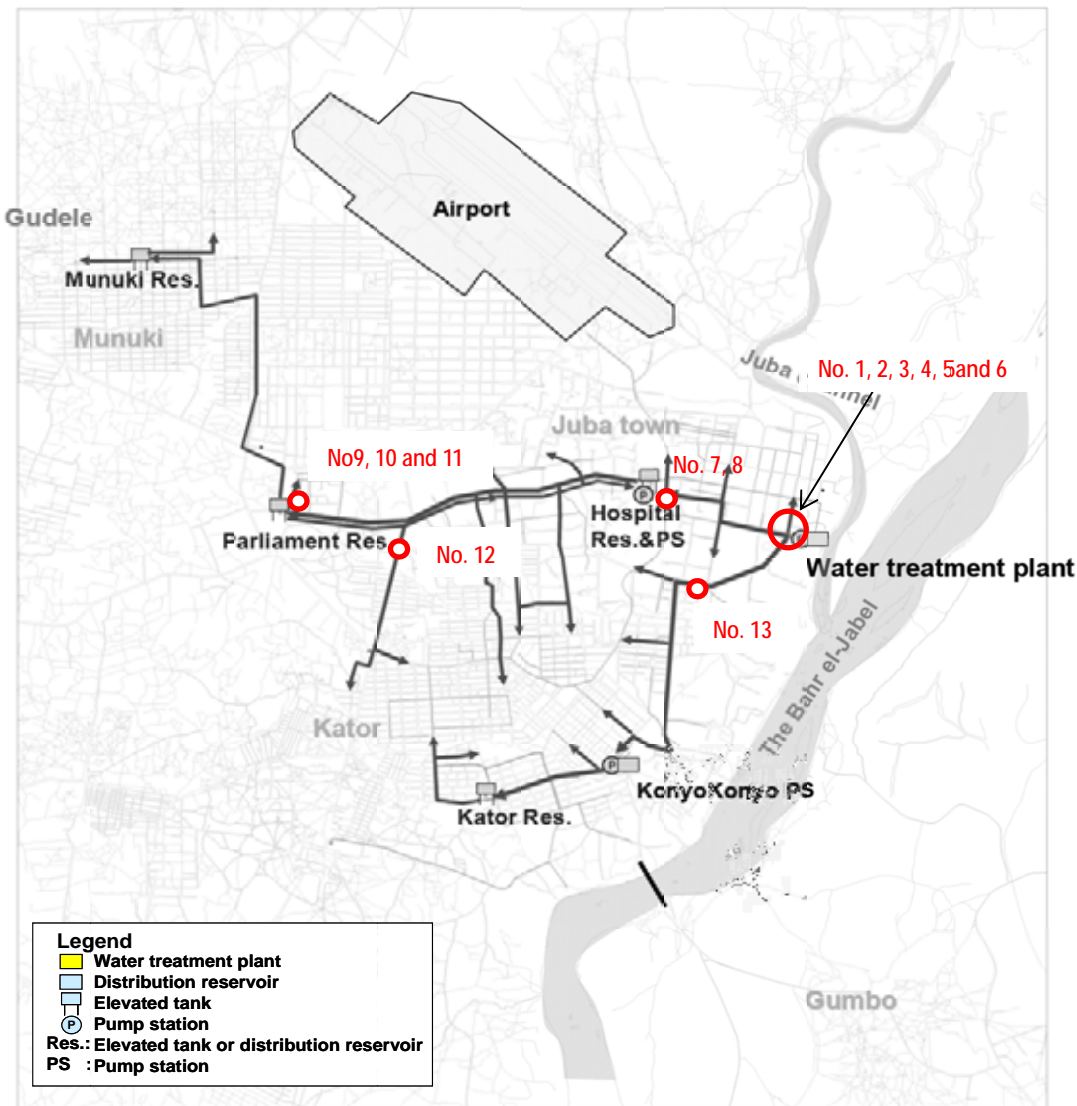 Airport
Gudele
Munuki Res.
Munuki
Juba
nnel
No. 1, 2, 3, 4, 5and 6
Juba town
No9, 10 and 11
No. 7, 8
Hospital
Res.&PS
Parliament Res.
No. 12
Water treatment plant
No. 13
The Bahr el-Jabel
Kator
P
KonyoKonyo PS
Kator Res.
Gumbo
Legend
Water treatment plant
Distribution reservoir
Elevated tank
P Pump station
Res.: Elevated tank or distribution reservoir
PS : Pump station